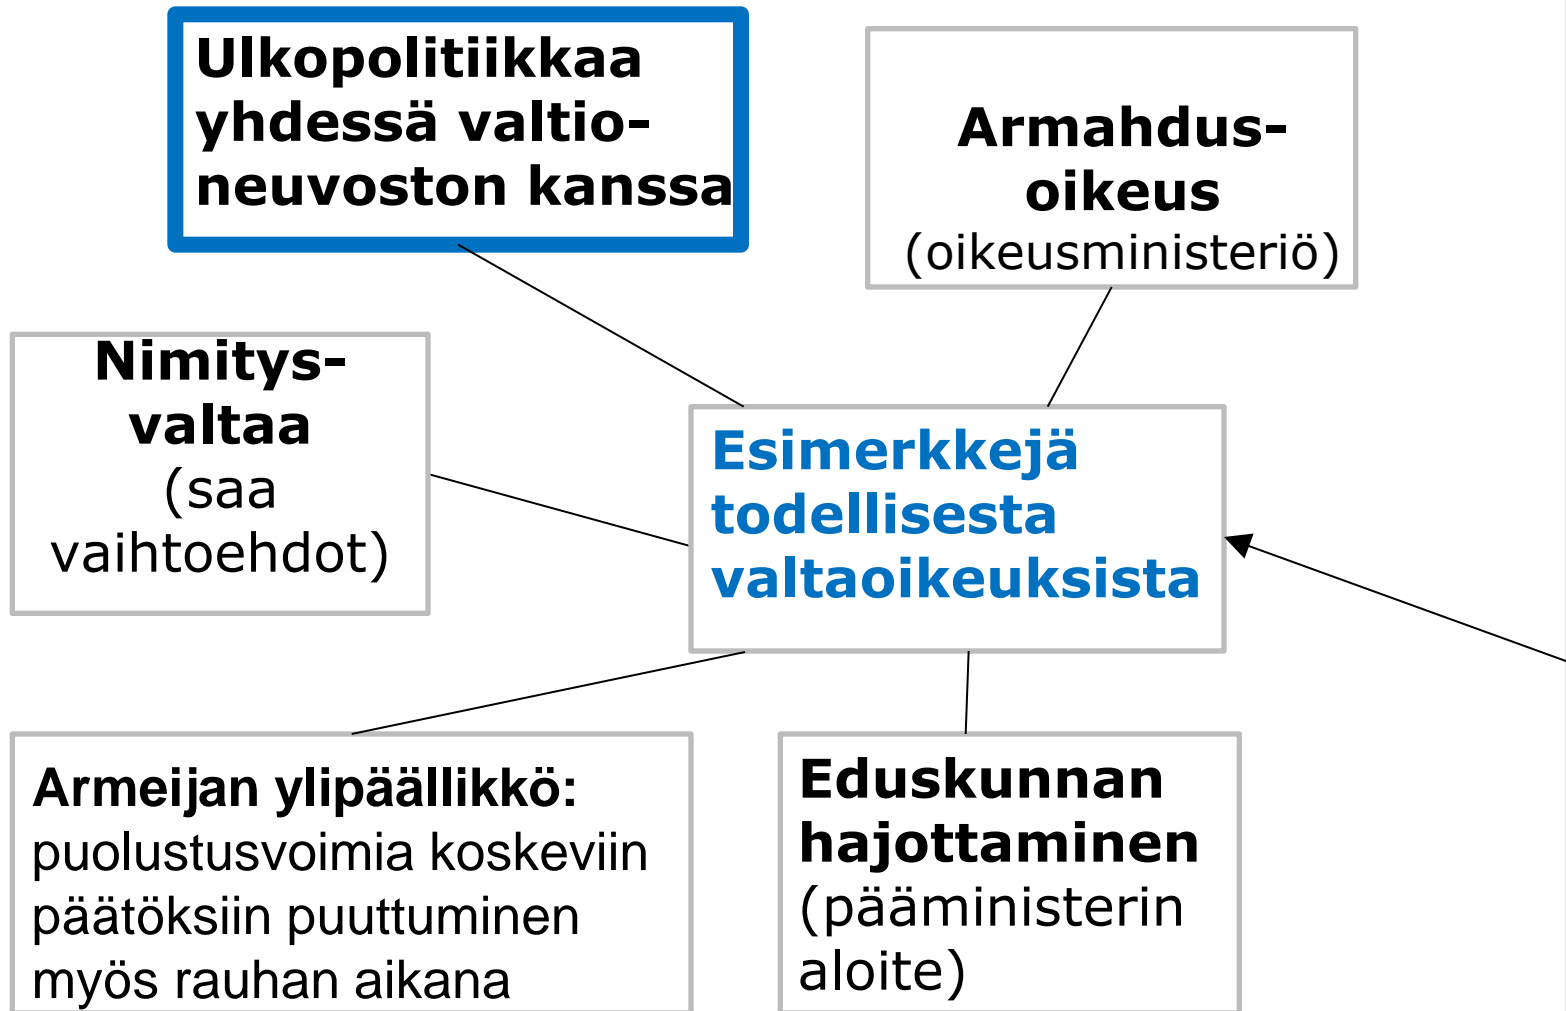 Ulkopolitiikkaa
yhdessä valtio-
neuvoston kanssa
Armahdus-
oikeus
(oikeusministeriö)
Nimitys-
valtaa
(saa
vaihtoehdot)
Esimerkkejä
todellisesta
valtaoikeuksista
Armeijan ylipäällikkö:
puolustusvoimia koskeviin
päätöksiin puuttuminen
myös rauhan aikana
Eduskunnan
hajottaminen
(pääministerin
aloite)